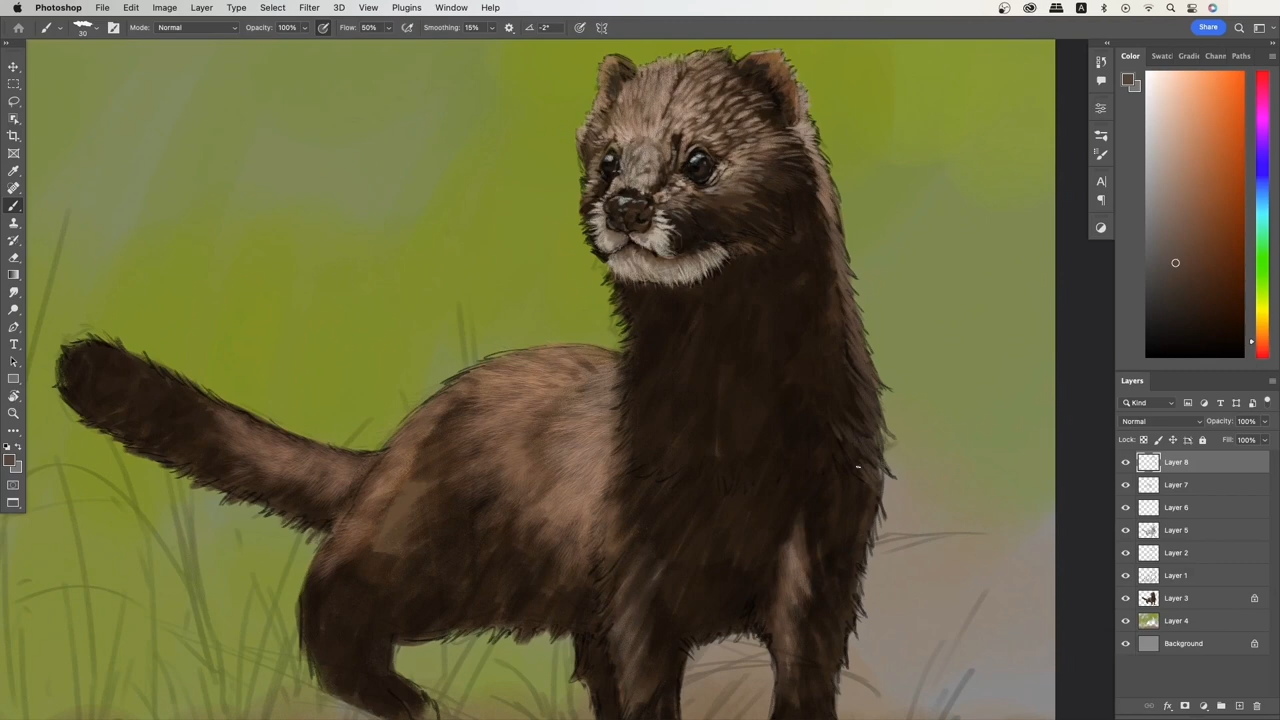 Photoshop File Edit Image Layer Type Select Filter 3D View Plugins Window Help
30 Mode: Normal Opacity: 100% Flow: 50% Smoothing: 15% -2° Share
Color Swatc Gradi Chann Paths
A|
Layers
Kind
Normal Opacity: 100%
Lock: Fill: 100%
Layer 8
Layer 7
Layer 6
Layer 5
Layer 2
Layer 1
Layer 3
Layer 4
Background